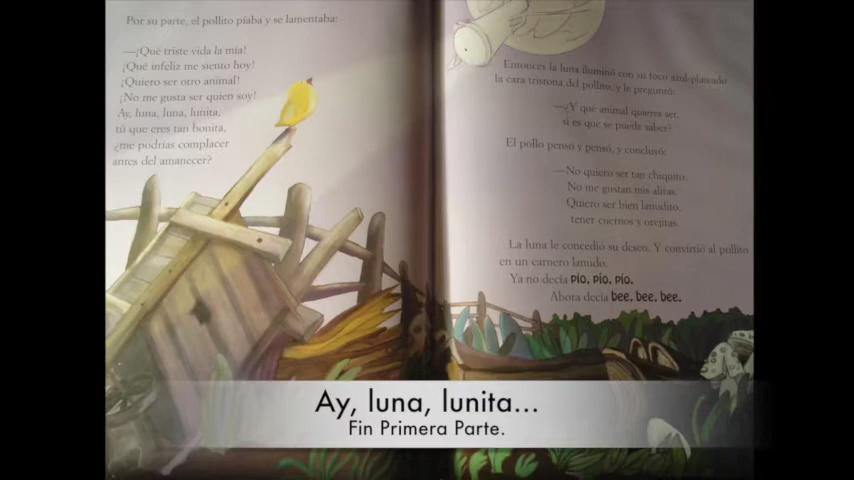 Por su parte, el pollito píaba y se lamentaba:
—¡Qué triste vida la mía!
¡Qué infeliz me siento hoy!
¡Quiero ser otro animal!
¡No me gusta ser quien soy!
Ay, luna, luna, lunita,
tú que eres tan bonita,
¿me podrías complacer
antes del amanecer?
Entonces la luna iluminó con su foco azul-plateado
la cara tristona del pollito, y le preguntó:
—¿Y qué animal quieres ser,
si es que se puede saber?
El pollo pensó y pensó, y concluyó:
—No quiero ser tan chiquito.
No me gustan mis alitas.
Quiero ser bien lanudito,
tener cuernos y orejitas.
La luna le concedió su deseo. Y convirtió al pollito
en un carnero lanudo.
Ya no decía pío, pío, pío.
Ahora decía bee, bee, bee.
Ay, luna, lunita...
Fin Primera Parte.